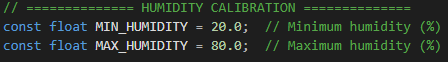 // ============== HUMIDITY CALIBRATION ==============
const float MIN_HUMIDITY = 20.0;  // Minimum humidity (%)
const float MAX_HUMIDITY = 80.0;  // Maximum humidity (%)